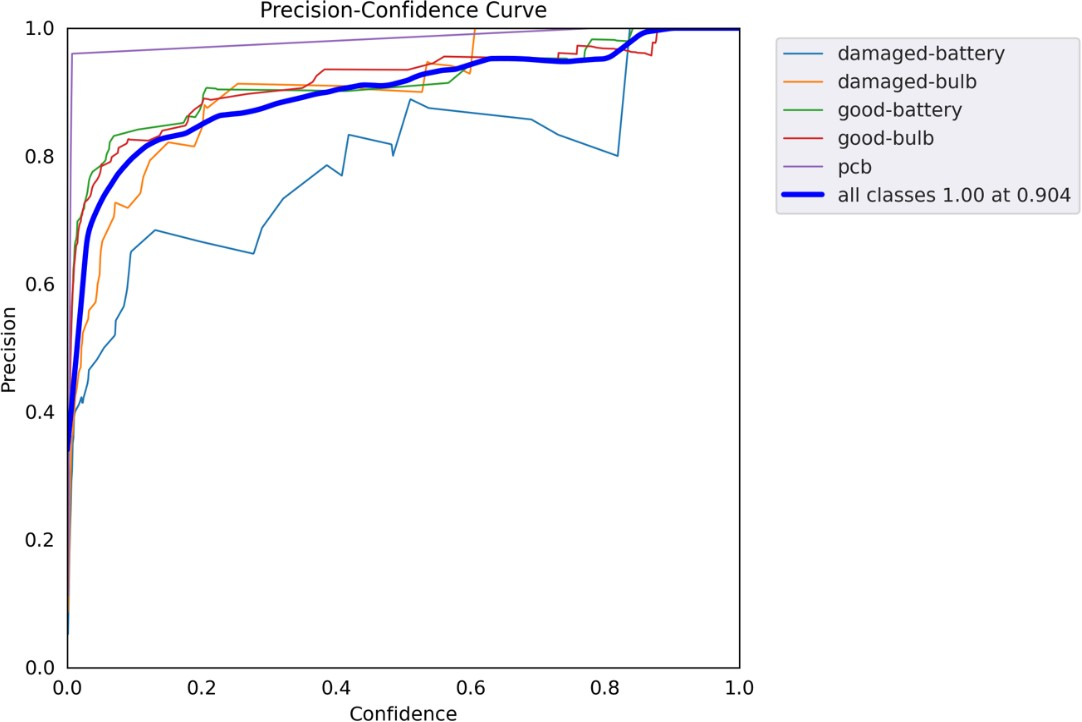 Precision-Confidence Curve
1.0
0.8
0.6
0.4
0.2
0.0
Precision
0.0 0.2 0.4 0.6 0.8 1.0
Confidence
damaged-battery
damaged-bulb
good-battery
good-bulb
pcb
all classes 1.00 at 0.904